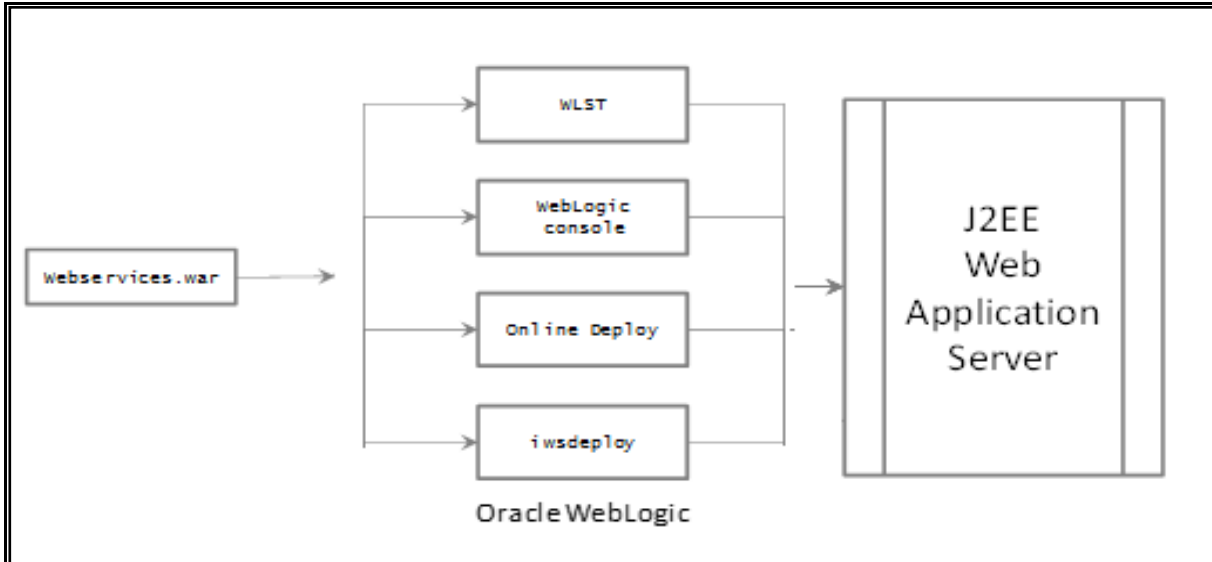 WLST
WebLogic
console
Webservices.war
Online Deploy
iwsdeploy
Oracle WebLogic
J2EE
Web
Application
Server